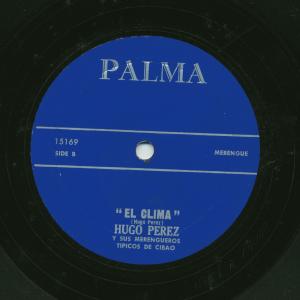 PALMA
15169
SIDE B
MERENGUE
"EL CLIMA"
(Hugo Perez)
HUGO PEREZ
Y SUS MERENGUEROS
TIPICOS DE CIBAO